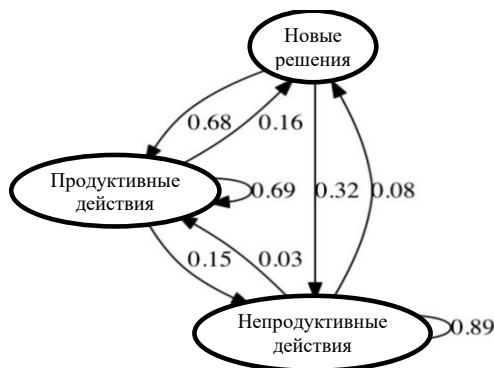 Новые
решения
0.68
0.16
Продуктивные
действия
0.69
0.32
0.08
0.15
0.03
Непродуктивные
действия
0.89